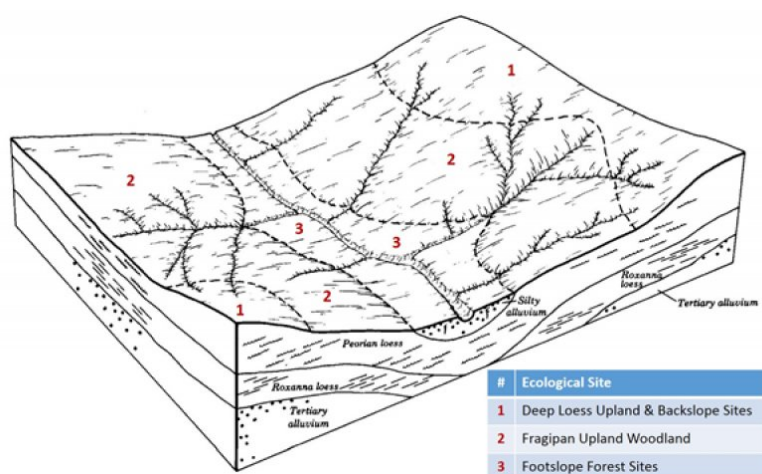 1
2
2
3
3
2
1
Silty
alluvium
Roxanna
loess
Tertiary alluvium
Peorian loess
Roxanna loess
Tertiary
alluvium
# Ecological Site
1 Deep Loess Upland & Backslope Sites
2 Fragipan Upland Woodland
3 Footslope Forest Sites